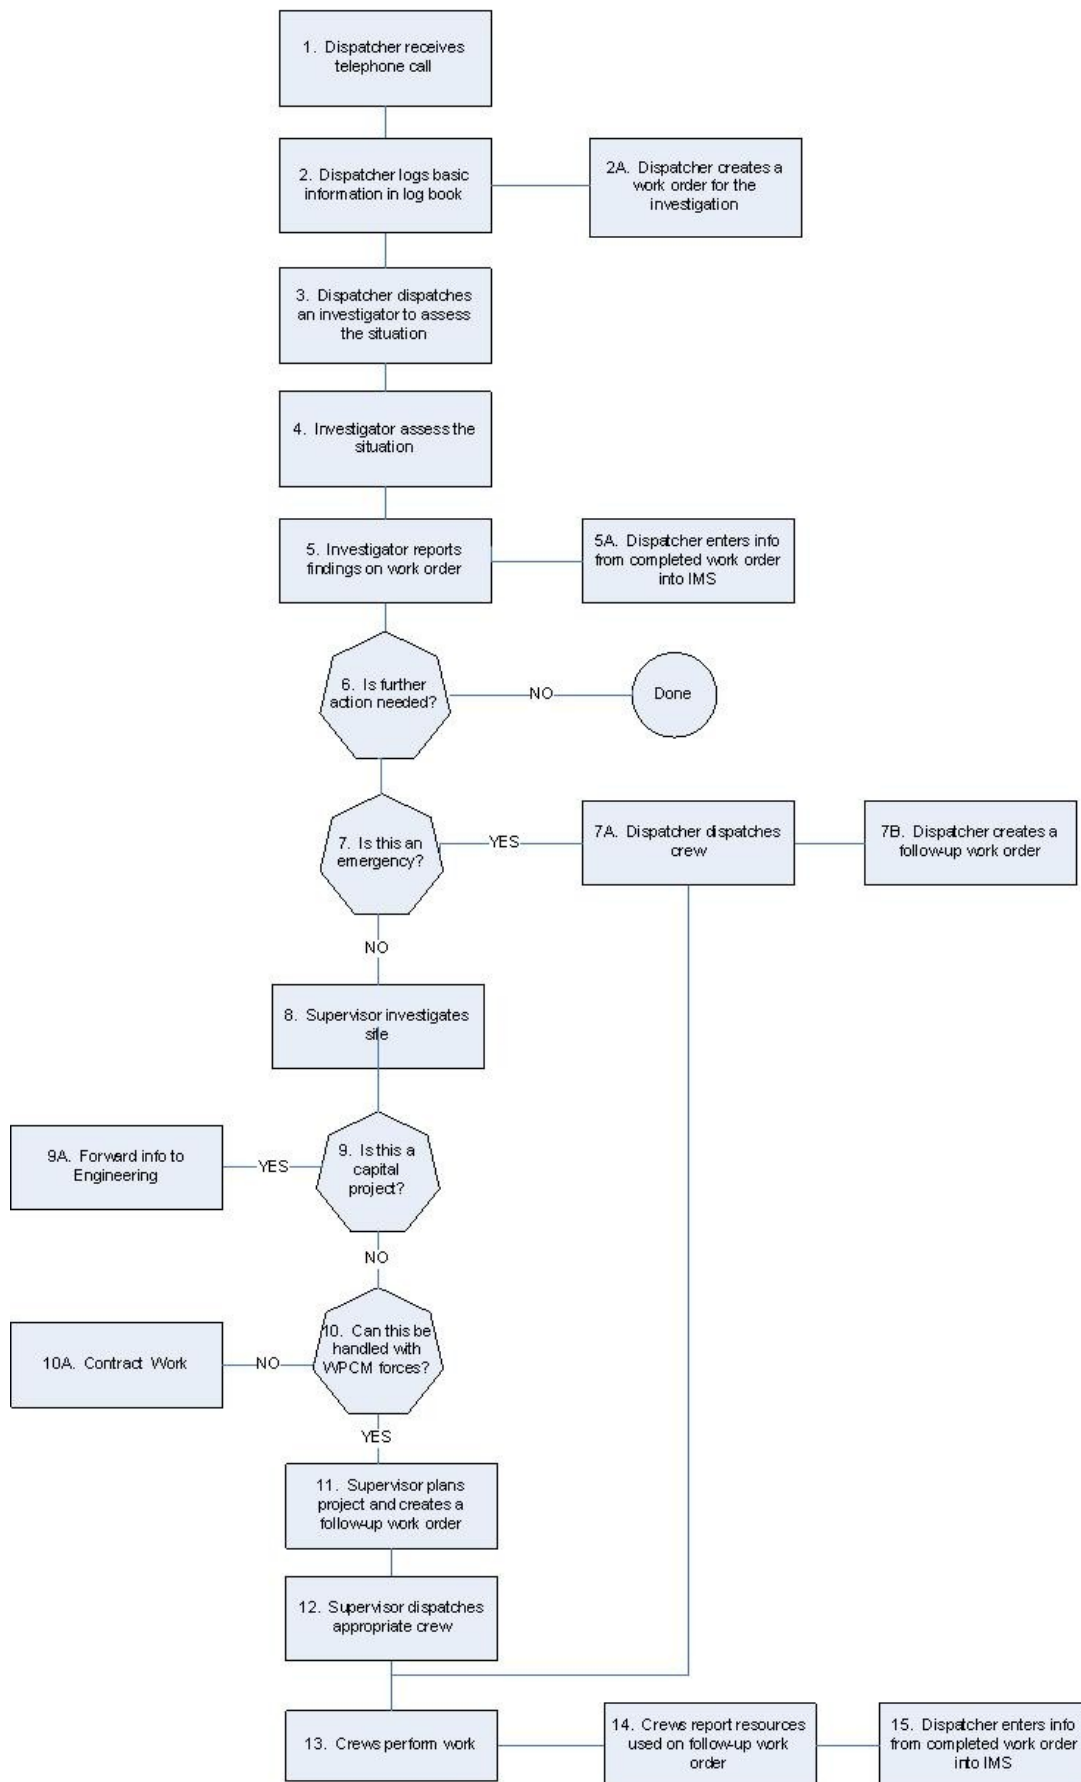 1. Dispatcher receives
telephone call
2. Dispatcher logs basic
information in log book
2A. Dispatcher creates a
work order for the
investigation
3. Dispatcher dispatches
an investigator to assess
the situation
4. Investigator assess the
situation
5. Investigator reports
findings on work order
5A. Dispatcher enters info
from completed work order
into IMS
6. Is further
action needed?
NO
Done
7. Is this an
emergency?
YES
7A. Dispatcher dispatches
crew
7B. Dispatcher creates a
follow-up work order
NO
8. Supervisor investigates
site
9A. Forward info to
Engineering
YES
9. Is this a
capital
project?
NO
10A. Contract Work
NO
10. Can this be
handled with
WPCM forces?
YES
11. Supervisor plans
project and creates a
follow-up work order
12. Supervisor dispatches
appropriate crew
13. Crews perform work
14. Crews report resources
used on follow-up work
order
15. Dispatcher enters info
from completed work order
into IMS